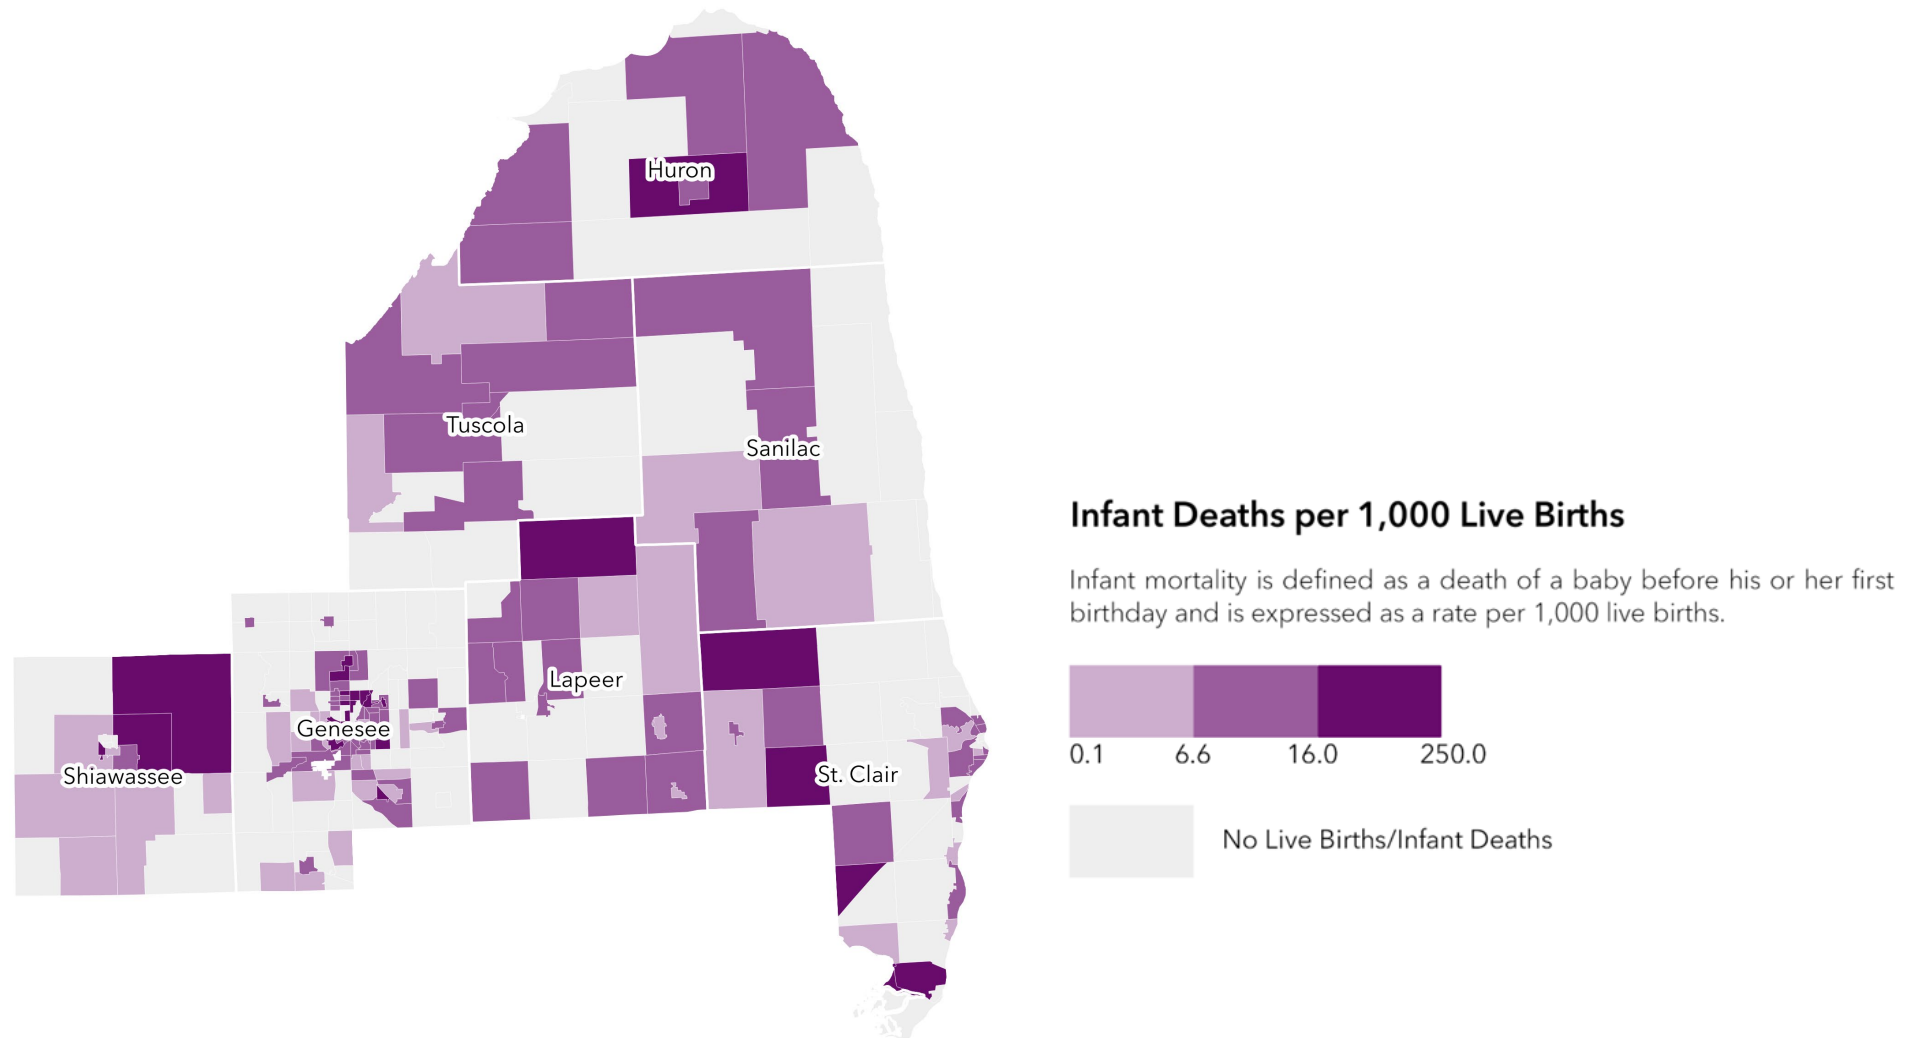 Huron
Tuscola
Sanilac
Lapeer
Genesee
Shiawassee
St. Clair
Infant Deaths per 1,000 Live Births
Infant mortality is defined as a death of a baby before his or her first
birthday and is expressed as a rate per 1,000 live births.
0.1 6.6 16.0 250.0
No Live Births/Infant Deaths